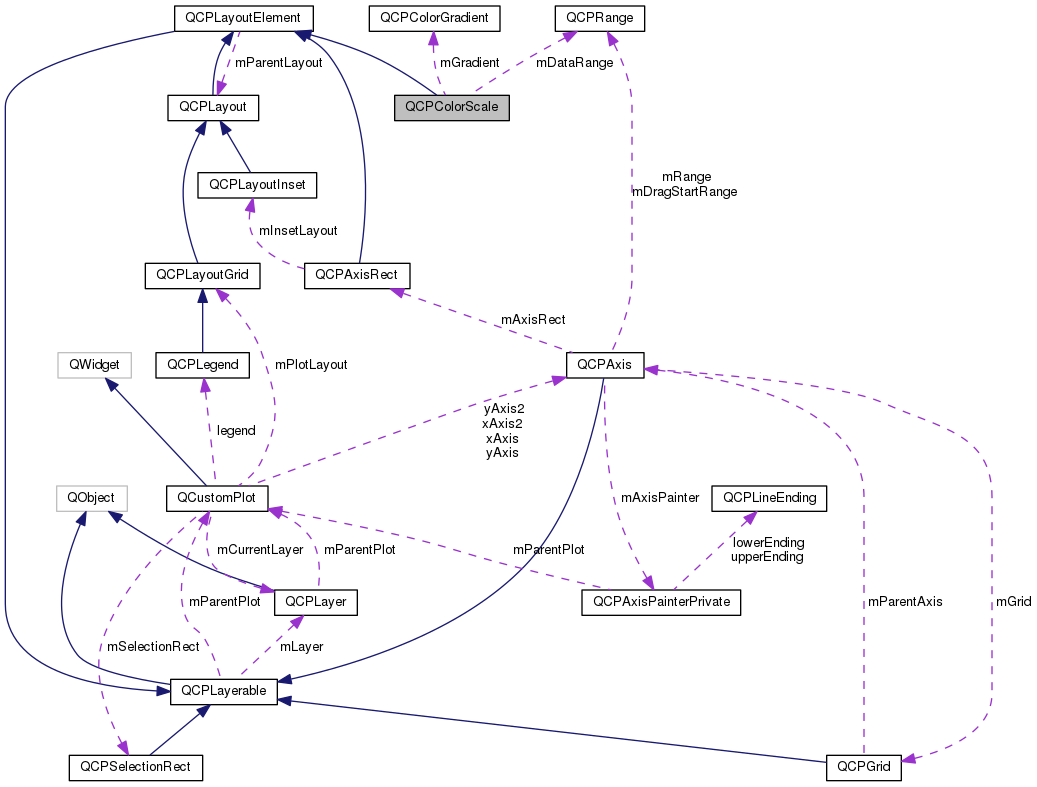 QCPLayoutElement
QCPColorGradient
QCPRange
mParentLayout
mGradient
mDataRange
QCPLayout
QCPColorScale
QCPLayoutInset
mRange
mDragStartRange
mInsetLayout
QCPLayoutGrid
QCPAxisRect
mAxisRect
QWidget
QCPLegend
mPlotLayout
QCPAxis
legend
yAxis2
xAxis2
xAxis
yAxis
QObject
QCustomPlot
mAxisPainter
QCPLineEnding
mCurrentLayer
mParentPlot
mParentPlot
lowerEnding
upperEnding
mParentPlot
QCPLayer
QCPAxisPainterPrivate
mParentAxis
mGrid
mSelectionRect
mLayer
QCPLayerable
QCPSelectionRect
QCPGrid